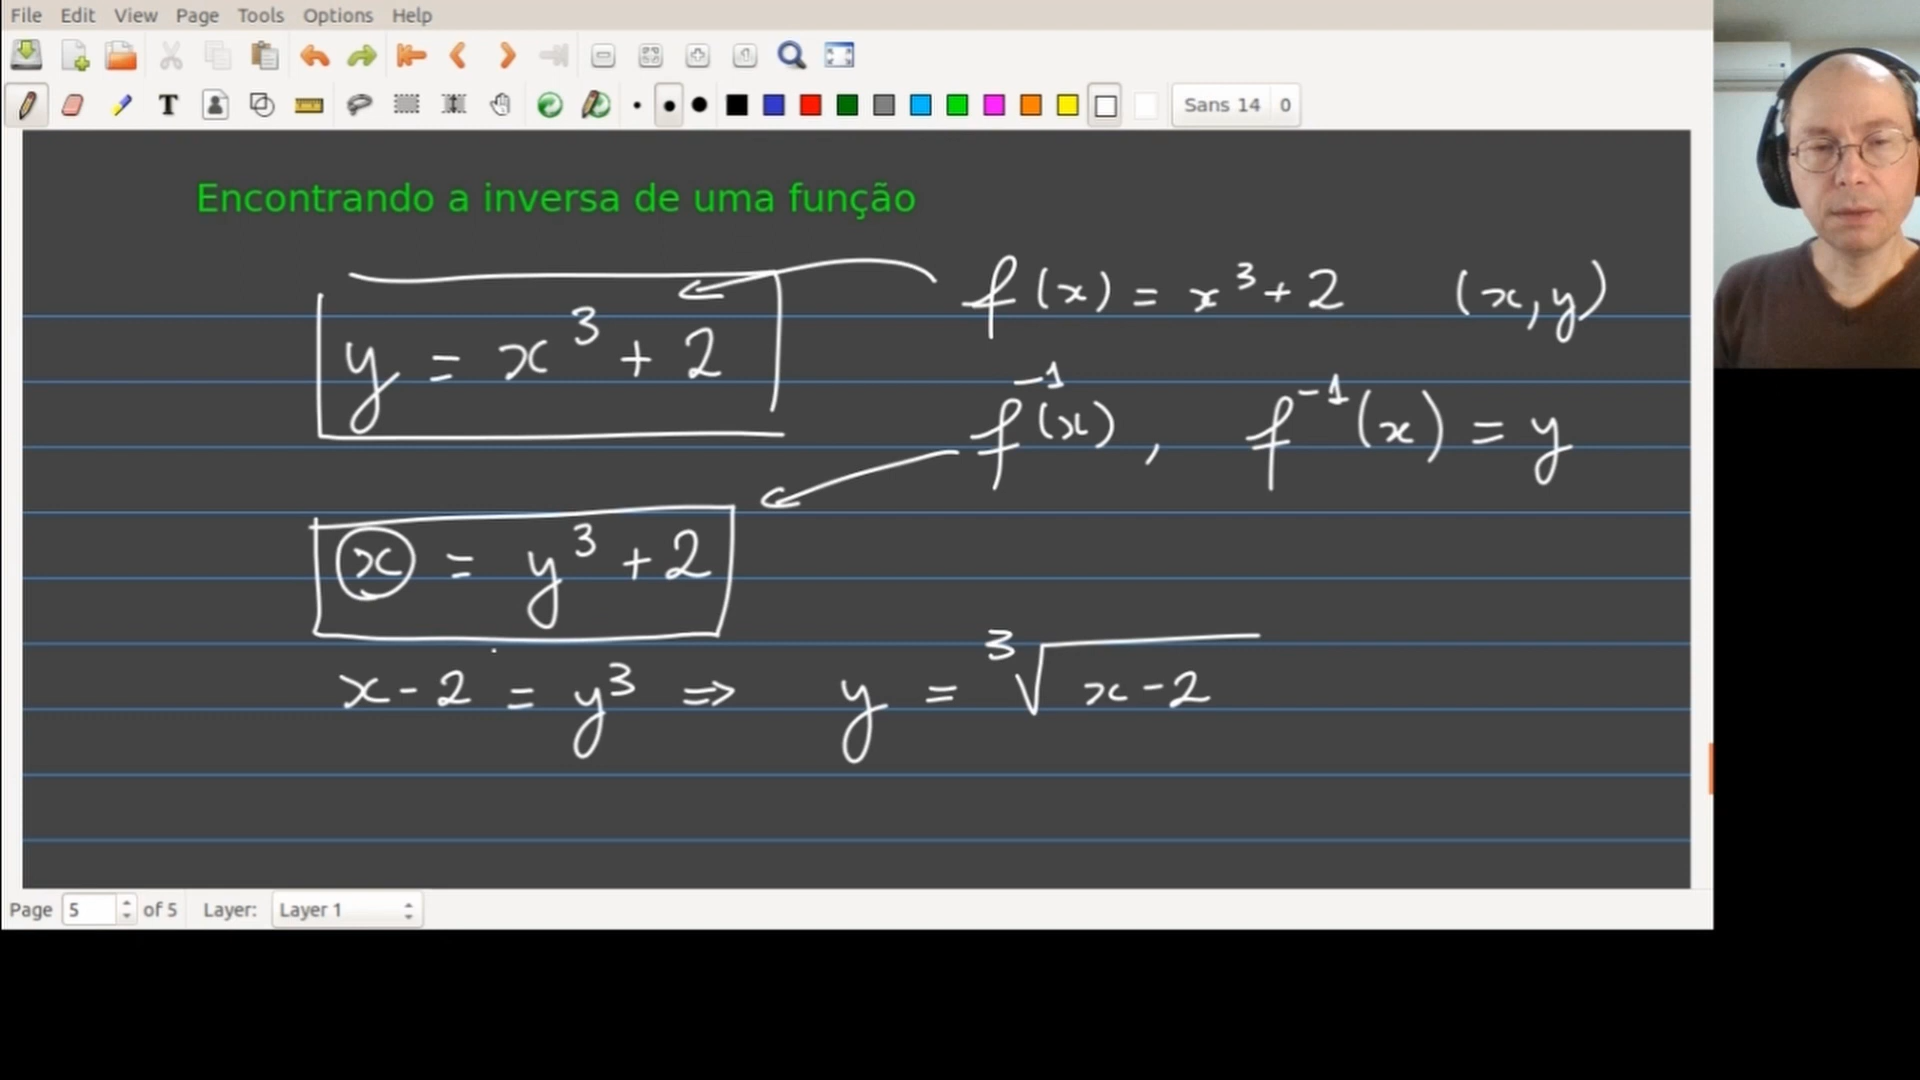 File Edit View Page Tools Options Help
T Sans 14 0
Encontrando a inversa de uma função
f(x) = x³+2 (x,y)
y = x³ + 2
f⁻¹(x), f⁻¹(x) = y
x = y³+2
x-2 = y³ ⇒ y = ∛(x-2)
Page 5 of 5 Layer: Layer 1